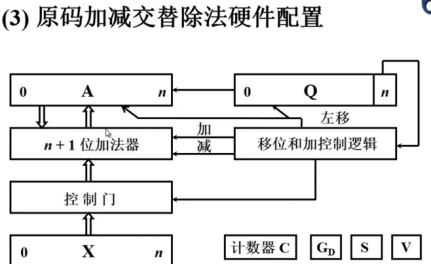 (3) 原码加减交替除法硬件配置
0 A n
0 Q n
左移
加
减
n + 1 位加法器
移位和加控制逻辑
控制门
0 X n
计数器 C
G_D
S
V